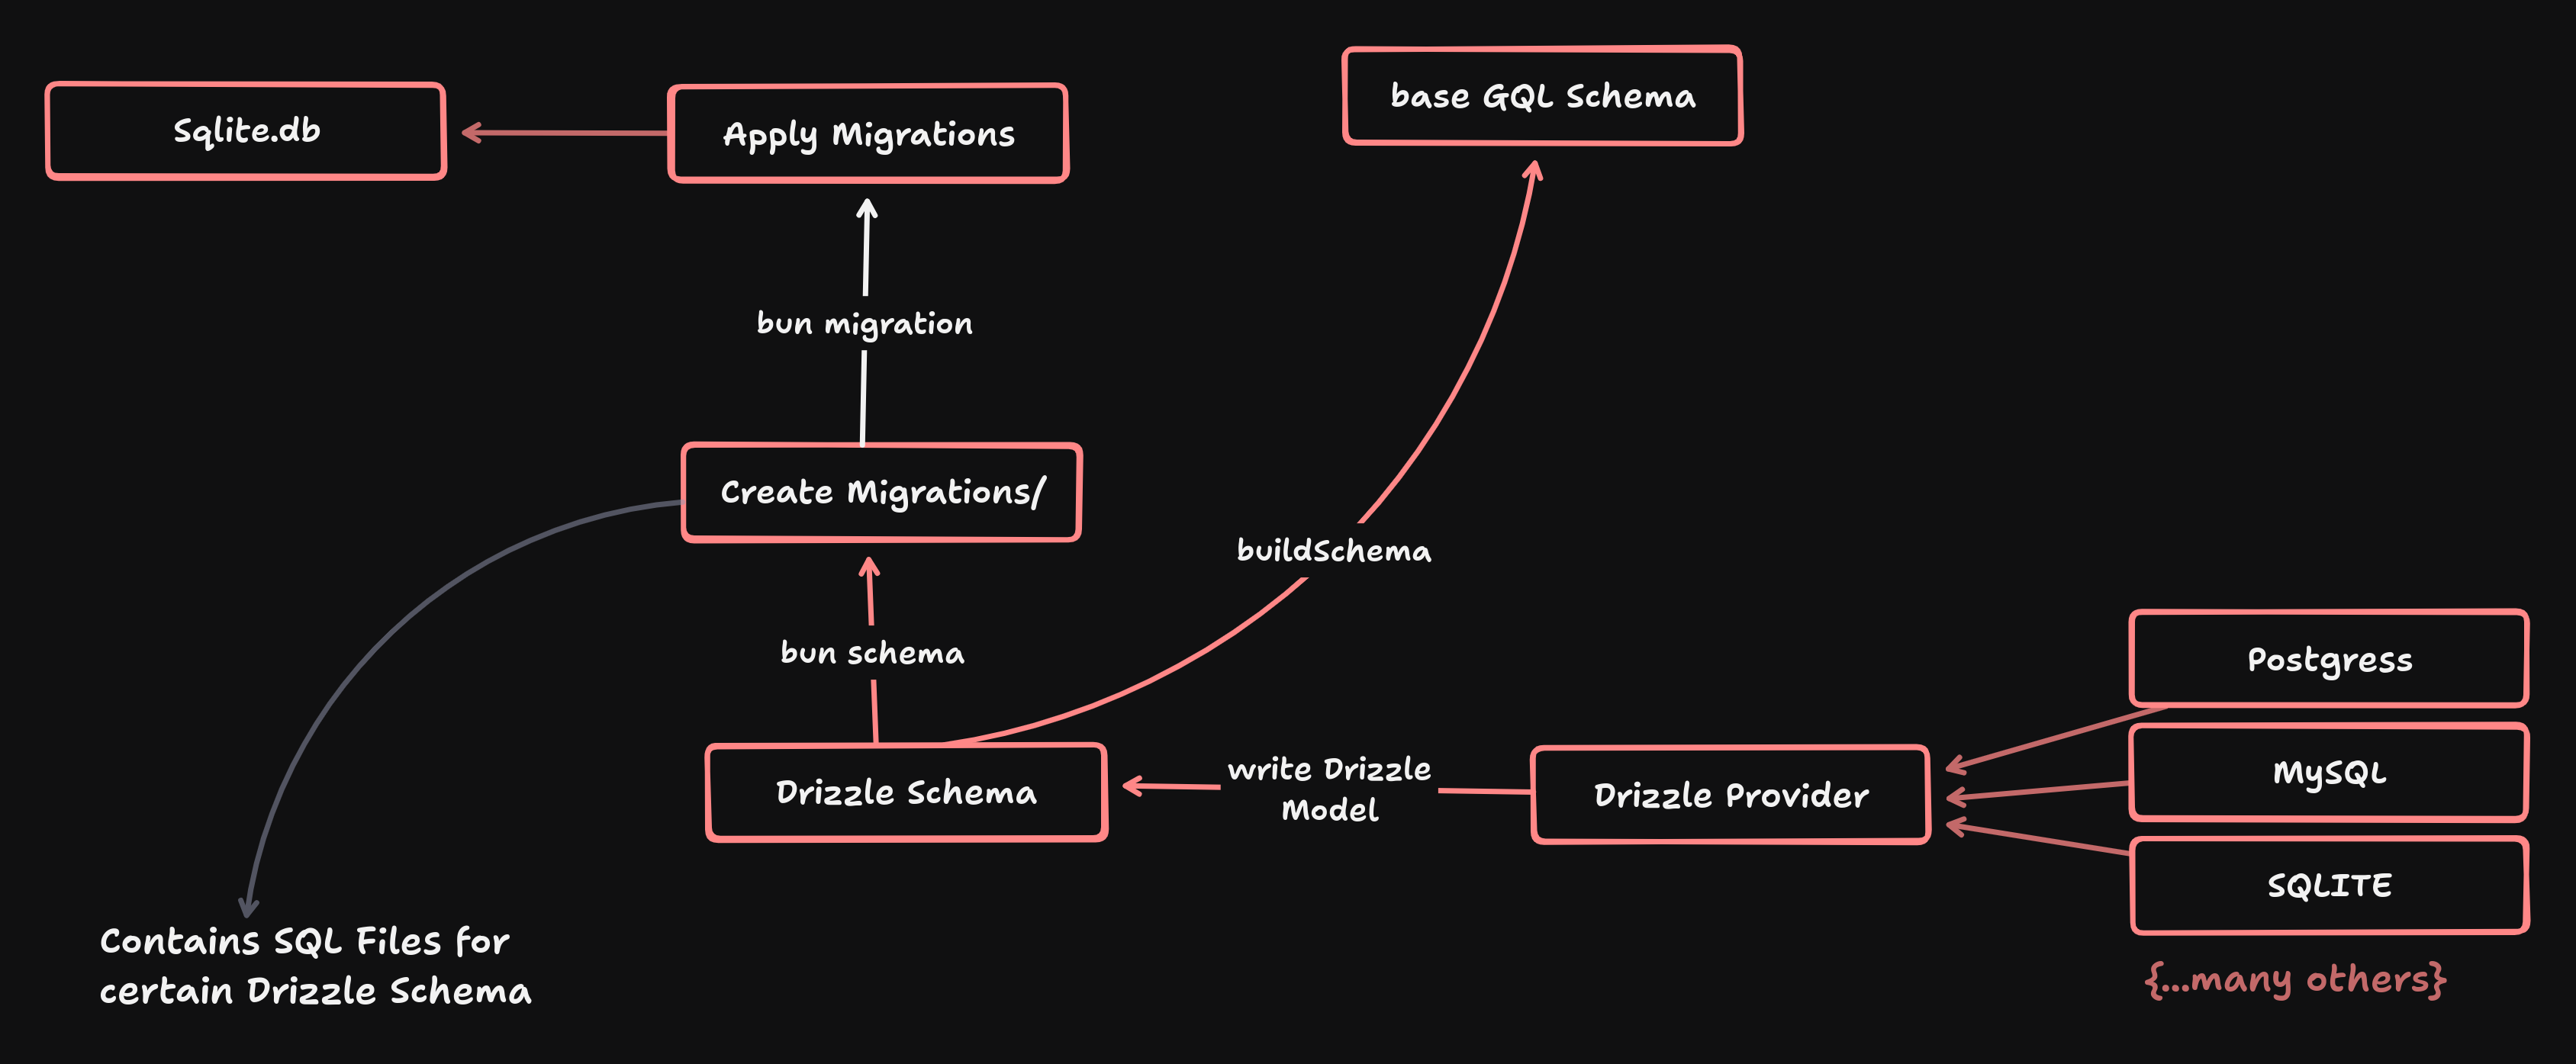 Sqlite.db
Apply Migrations
base GQL Schema
bun migration
Create Migrations/
buildSchema
bun schema
Postgress
Drizzle Schema
write Drizzle
Model
Drizzle Provider
MySQL
SQLITE
Contains SQL Files for
certain Drizzle Schema
{...many others}